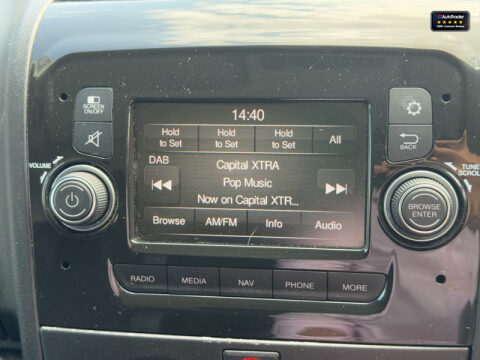 AutoTrader
14:40
SCREEN
ON/OFF
Hold
to Set
Hold
to Set
Hold
to Set
All
DAB
Capital XTRA
Pop Music
Now on Capital XTR...
Browse
AM/FM
Info
Audio
BACK
VOLUME
TUNE
SCROLL
BROWSE
ENTER
RADIO
MEDIA
NAV
PHONE
MORE